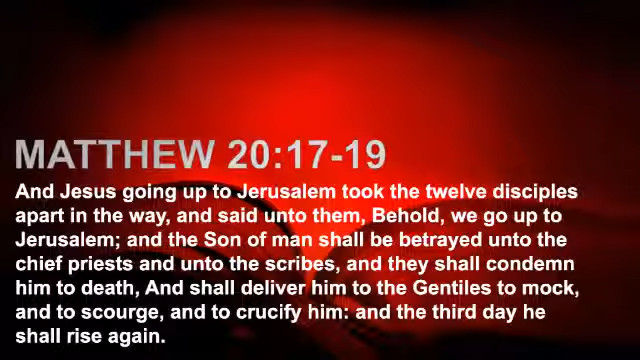 MATTHEW 20:17-19
And Jesus going up to Jerusalem took the twelve disciples
apart in the way, and said unto them, Behold, we go up to
Jerusalem; and the Son of man shall be betrayed unto the
chief priests and unto the scribes, and they shall condemn
him to death, And shall deliver him to the Gentiles to mock,
and to scourge, and to crucify him: and the third day he
shall rise again.